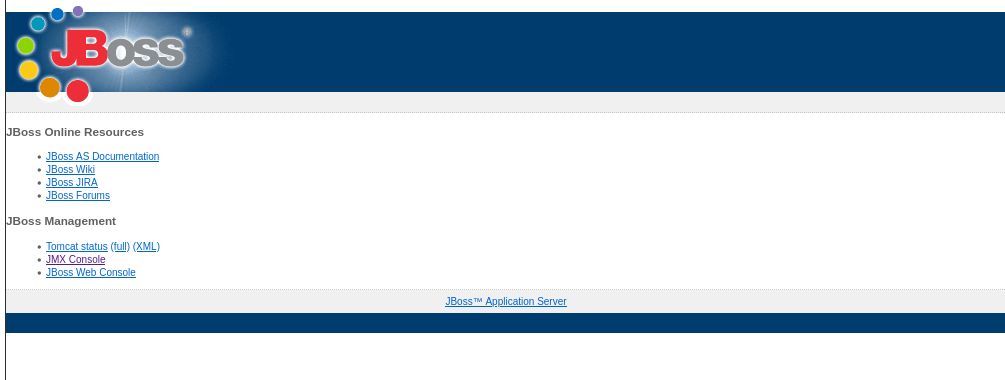 JBoss®
JBoss Online Resources
• JBoss AS Documentation
• JBoss Wiki
• JBoss JIRA
• JBoss Forums
JBoss Management
• Tomcat status (full) (XML)
• JMX Console
• JBoss Web Console
JBoss™ Application Server